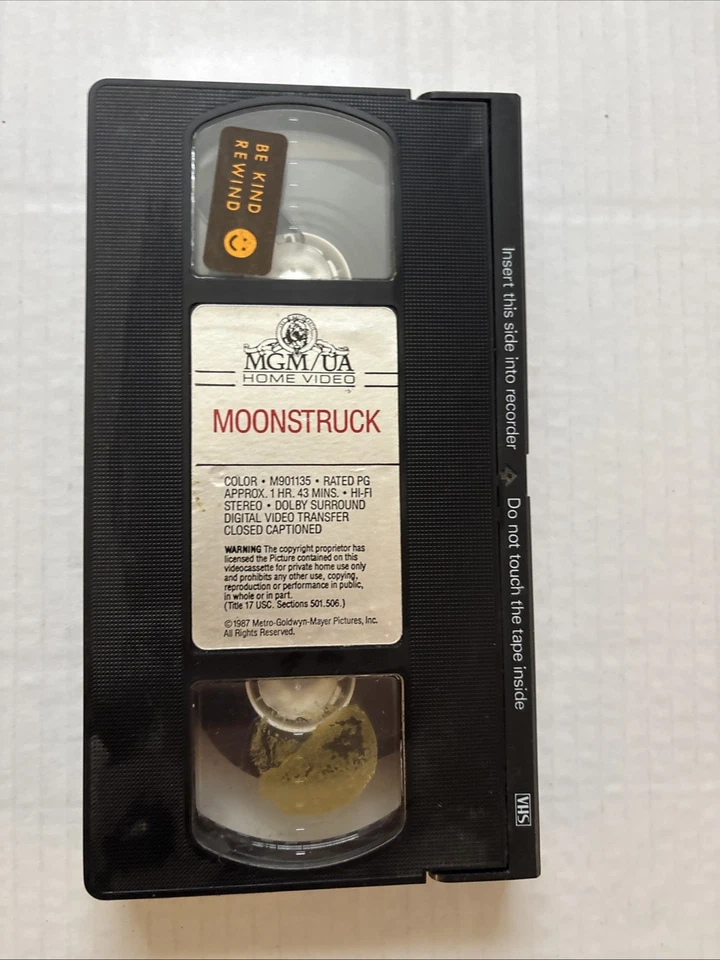 BE KIND
REWIND
MGM/UA
HOME VIDEO
MOONSTRUCK
COLOR • M901135 • RATED PG
APPROX. 1 HR. 43 MINS. • HI-FI
STEREO • DOLBY SURROUND
DIGITAL VIDEO TRANSFER
CLOSED CAPTIONED
WARNING The copyright proprietor has
licensed the Picture contained on this
videocassette for private home use only
and prohibits any other use, copying,
reproduction or performance in public,
in whole or in part.
(Title 17 USC. Sections 501.506.)
©1987 Metro-Goldwyn-Mayer Pictures, Inc.
All Rights Reserved.
Insert this side into recorder
Do not touch the tape inside
VHS